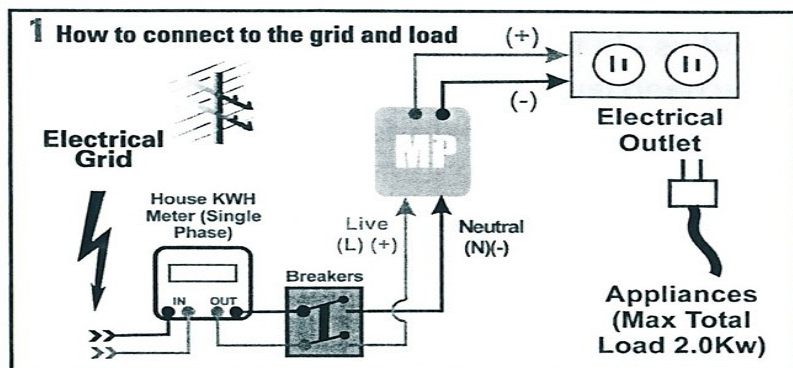 1 How to connect to the grid and load
(+)
(-)
Electrical
Grid
MP
Electrical
Outlet
House KWH
Meter (Single
Phase)
IN OUT
Breakers
Live
(L) (+)
Neutral
(N)(-)
Appliances
(Max Total
Load 2.0Kw)